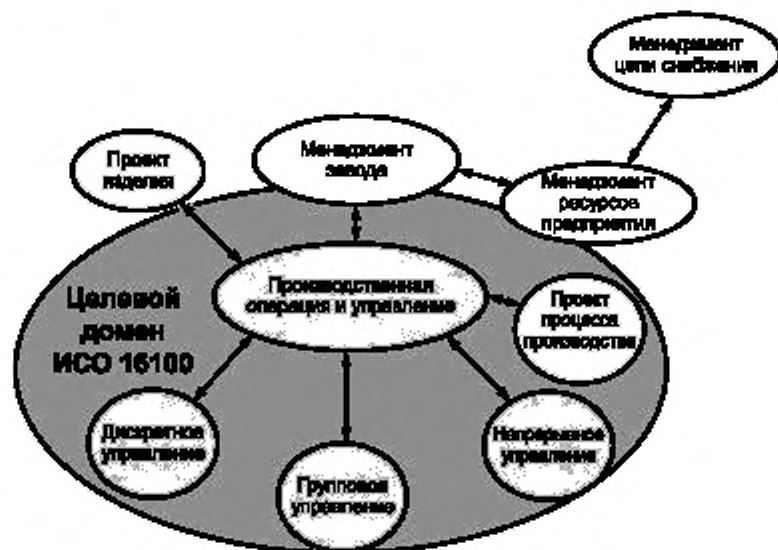 Менеджмент
цепи снабжения
Менеджмент
завода
Проект
изделия
Менеджмент
ресурсов
предприятия
Производственная
операция и управление
Целевой
домен
ИСО 16100
Проект
процесса
производства
Дискретное
управление
Непрерывное
управление
Групповое
управление